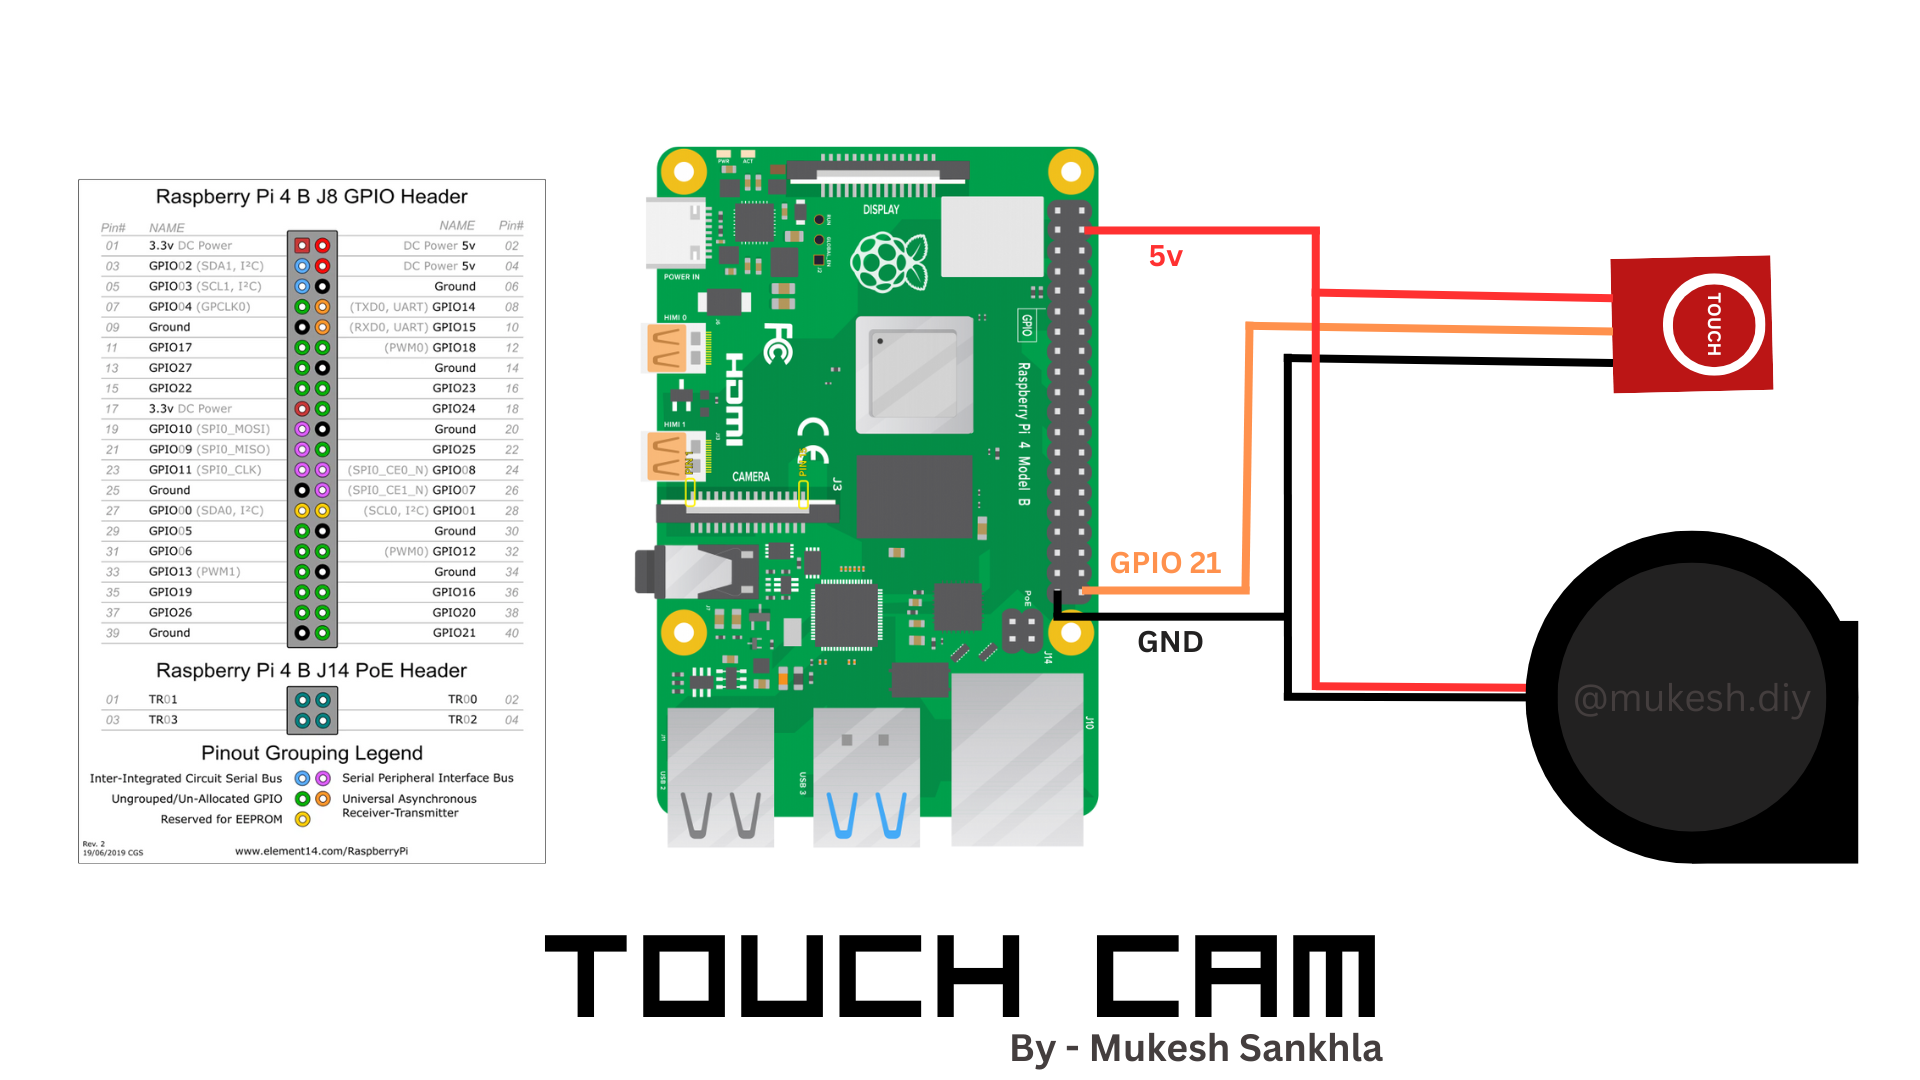 Raspberry Pi 4 B J8 GPIO Header
Pin# NAME NAME Pin#
01 3.3v DC Power DC Power 5v 02
03 GPIO02 (SDA1, I²C) DC Power 5v 04
05 GPIO03 (SCL1, I²C) Ground 06
07 GPIO04 (GPCLK0) (TXD0, UART) GPIO14 08
09 Ground (RXD0, UART) GPIO15 10
11 GPIO17 (PWM0) GPIO18 12
13 GPIO27 Ground 14
15 GPIO22 GPIO23 16
17 3.3v DC Power GPIO24 18
19 GPIO10 (SPI0_MOSI) Ground 20
21 GPIO09 (SPI0_MISO) GPIO25 22
23 GPIO11 (SPI0_CLK) (SPI0_CE0_N) GPIO08 24
25 Ground (SPI0_CE1_N) GPIO07 26
27 GPIO00 (SDA0, I²C) (SCL0, I²C) GPIO01 28
29 GPIO05 Ground 30
31 GPIO06 (PWM0) GPIO12 32
33 GPIO13 (PWM1) Ground 34
35 GPIO19 GPIO16 36
37 GPIO26 GPIO20 38
39 Ground GPIO21 40
Raspberry Pi 4 B J14 PoE Header
01 TR01 TR00 02
03 TR03 TR02 04
Pinout Grouping Legend
Inter-Integrated Circuit Serial Bus Serial Peripheral Interface Bus
Ungrouped/Un-Allocated GPIO Universal Asynchronous
Receiver-Transmitter
Reserved for EEPROM
Rev. 2
19/06/2019 CGS
www.element14.com/RaspberryPi
PWR ACT
DISPLAY
RUN
GLOBAL_EN
J2
POWER IN
HIMI 0
FC
HDMI
HIMI 1
CE
CAMERA
J3
GPIO
Raspberry Pi 4 Model B
PoE
J14
J10
USB 2
USB 3
5v
GPIO 21
GND
TOUCH
@mukesh.diy
TOUCH CAM
By - Mukesh Sankhla